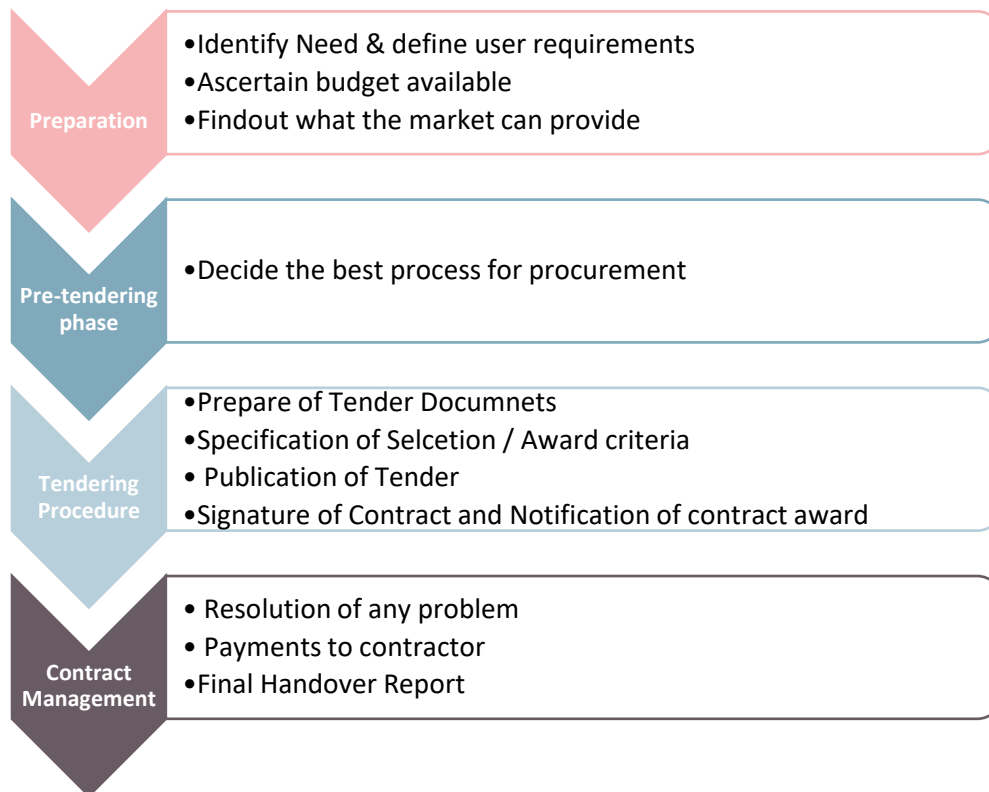 Preparation
•Identify Need & define user requirements
•Ascertain budget available
•Findout what the market can provide
Pre-tendering
phase
•Decide the best process for procurement
Tendering
Procedure
•Prepare of Tender Documnets
•Specification of Selcetion / Award criteria
• Publication of Tender
•Signature of Contract and Notification of contract award
Contract
Management
• Resolution of any problem
• Payments to contractor
•Final Handover Report